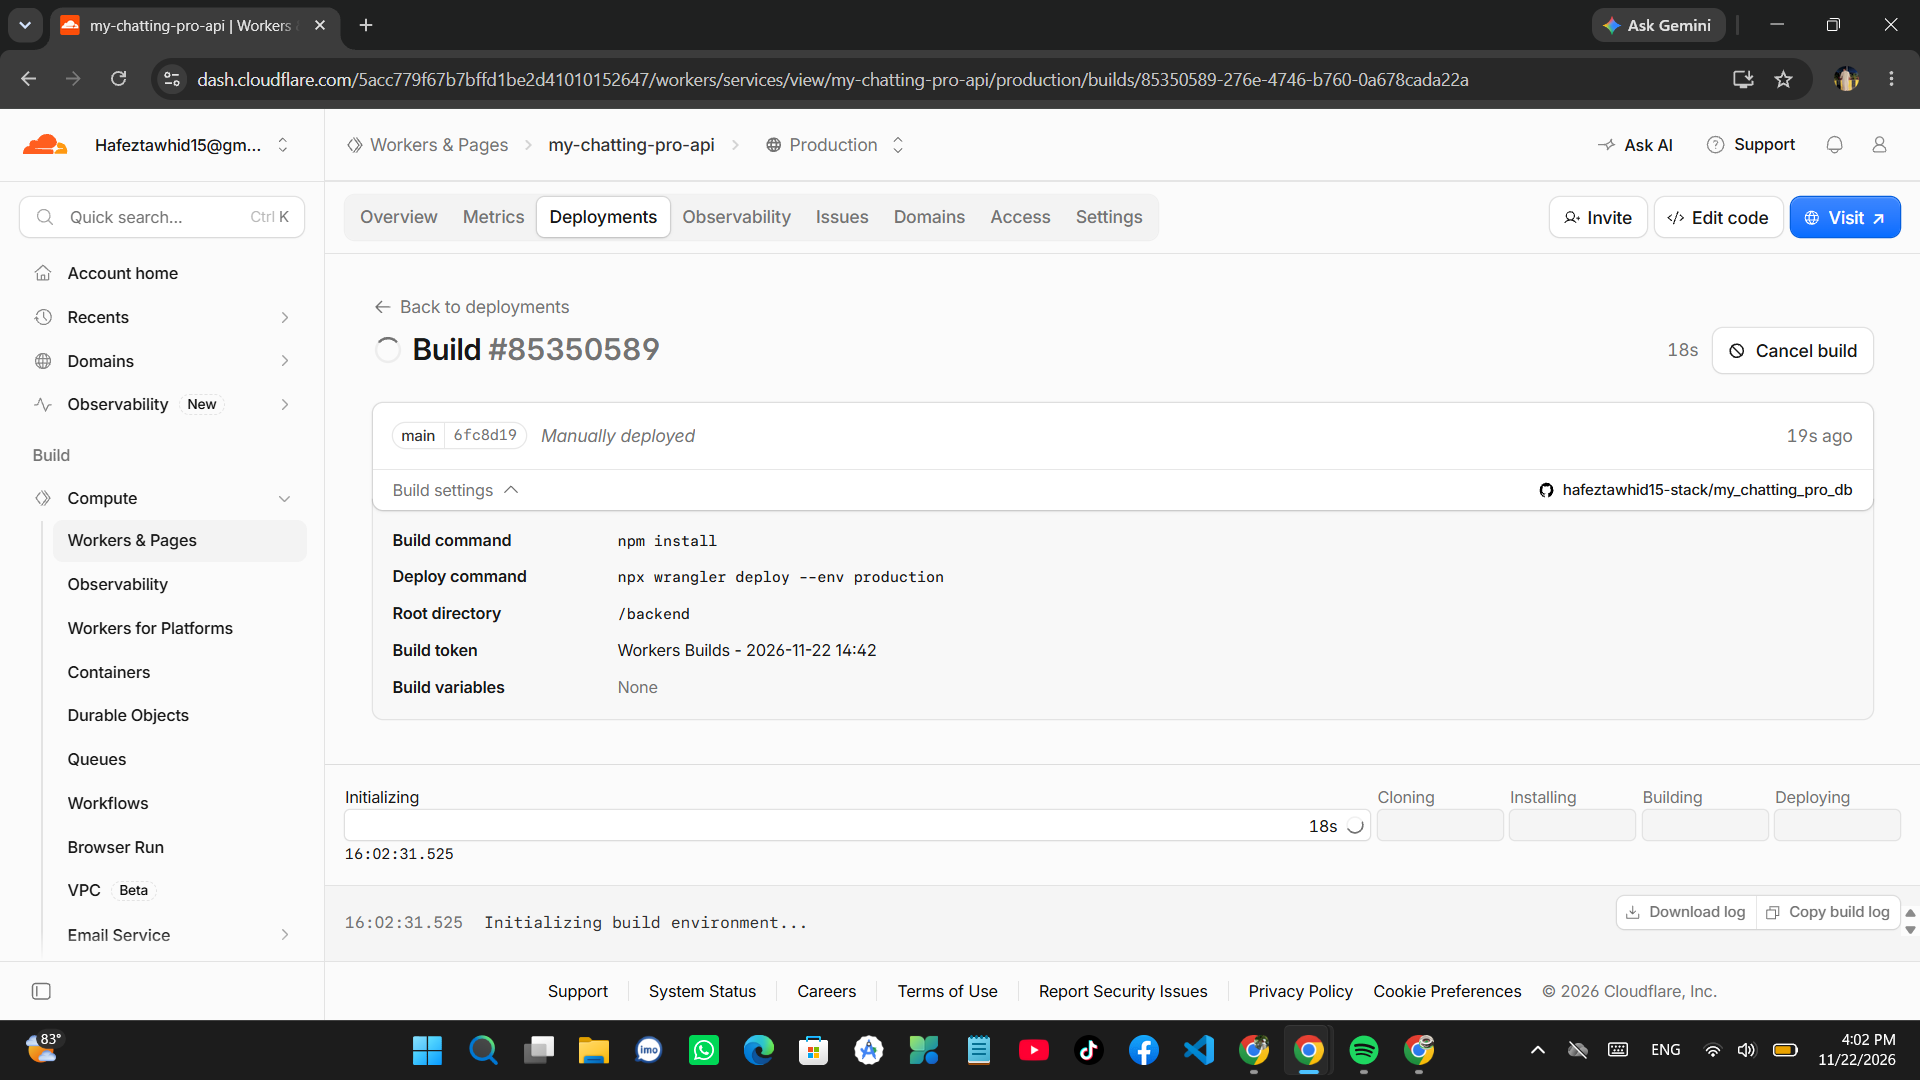 my-chatting-pro-api | Workers
Ask Gemini
dash.cloudflare.com/5acc779f67b7bffd1be2d41010152647/workers/services/view/my-chatting-pro-api/production/builds/85350589-276e-4746-b760-0a678cada22a
Hafeztawhid15@gm...
Workers & Pages
my-chatting-pro-api
Production
Ask AI
Support
Quick search...
Ctrl K
Overview
Metrics
Deployments
Observability
Issues
Domains
Access
Settings
Invite
Edit code
Visit
Account home
Recents
Domains
Observability New
Build
Compute
Workers & Pages
Observability
Workers for Platforms
Containers
Durable Objects
Queues
Workflows
Browser Run
VPC Beta
Email Service
Back to deployments
Build #85350589
18s
Cancel build
main 6fc8d19 Manually deployed
19s ago
Build settings
hafeztawhid15-stack/my_chatting_pro_db
Build command npm install
Deploy command npx wrangler deploy --env production
Root directory /backend
Build token Workers Builds - 2026-11-22 14:42
Build variables None
Initializing
Cloning
Installing
Building
Deploying
18s
16:02:31.525
16:02:31.525 Initializing build environment...
Download log
Copy build log
Support
System Status
Careers
Terms of Use
Report Security Issues
Privacy Policy
Cookie Preferences
© 2026 Cloudflare, Inc.
83°
imo
ENG
4:02 PM
11/22/2026